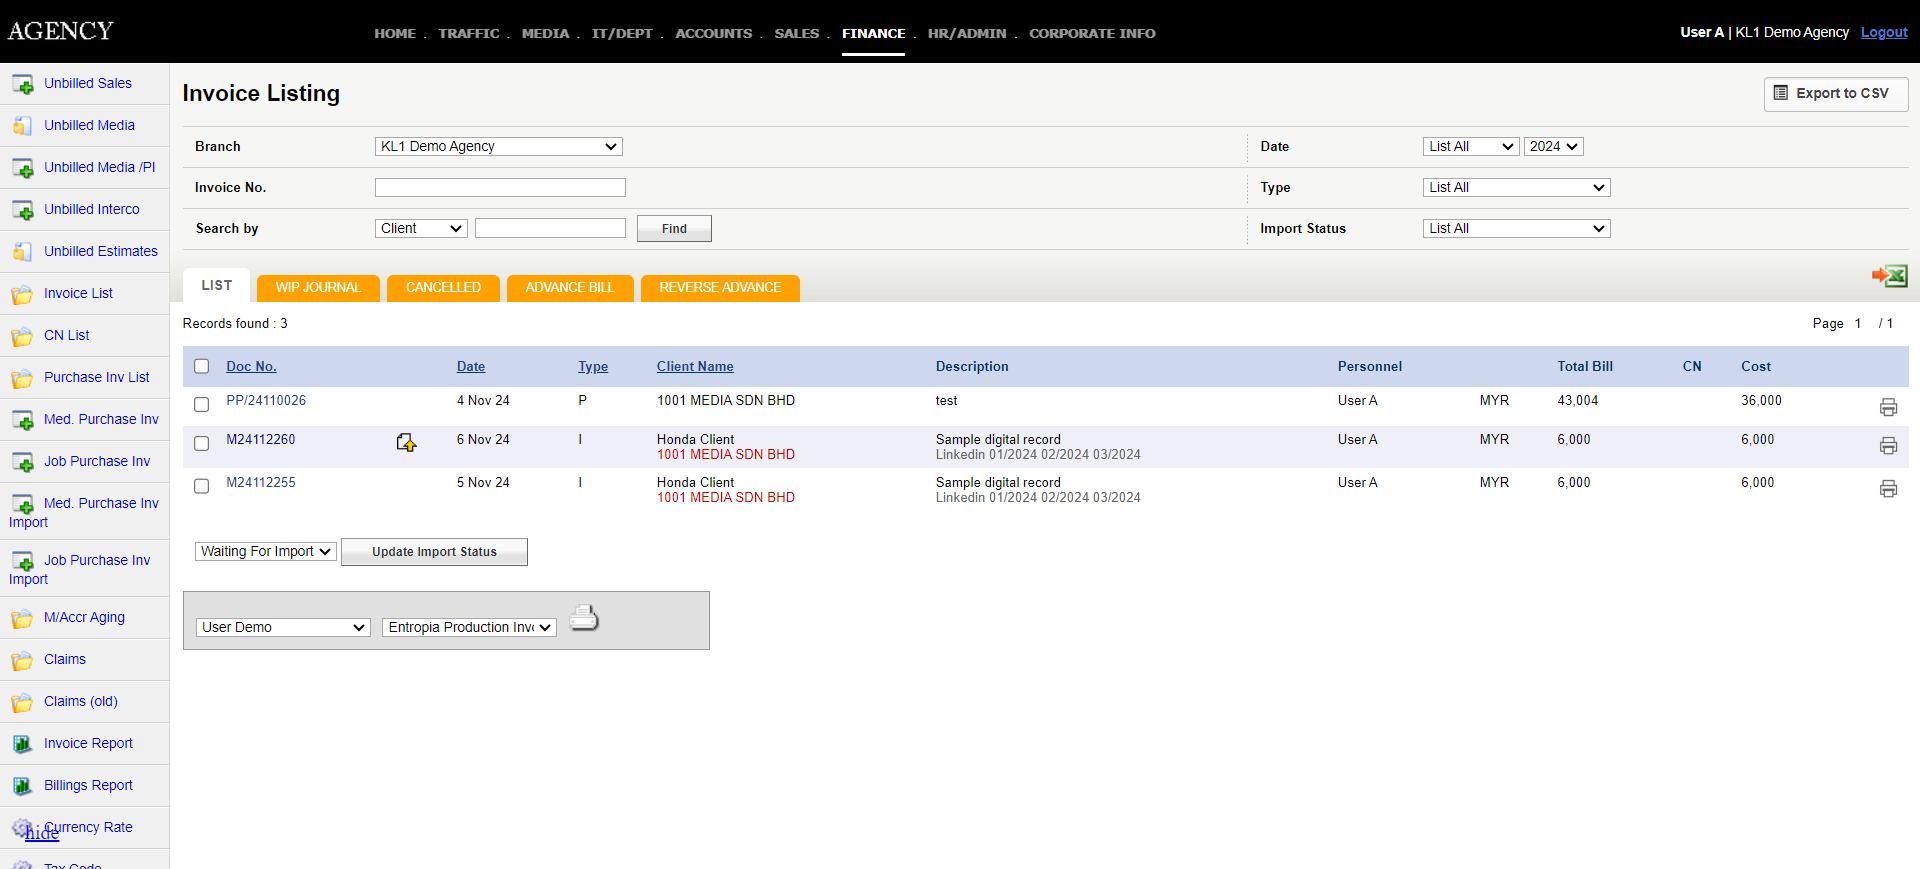 AGENCY
HOME . TRAFFIC . MEDIA . IT/DEPT . ACCOUNTS . SALES . FINANCE . HR/ADMIN . CORPORATE INFO
User A | KL1 Demo Agency Logout
Unbilled Sales
Unbilled Media
Unbilled Media /PI
Unbilled Interco
Unbilled Estimates
Invoice List
CN List
Purchase Inv List
Med. Purchase Inv
Job Purchase Inv
Med. Purchase Inv
Import
Job Purchase Inv
Import
M/Accr Aging
Claims
Claims (old)
Invoice Report
Billings Report
Currency Rate
hide
Tax Code
Invoice Listing
Export to CSV
Branch KL1 Demo Agency Date List All 2024
Invoice No. Type List All
Search by Client Find Import Status List All
LIST WIP JOURNAL CANCELLED ADVANCE BILL REVERSE ADVANCE
Records found : 3 Page 1 / 1
Doc No. Date Type Client Name Description Personnel Total Bill CN Cost
PP/24110026 4 Nov 24 P 1001 MEDIA SDN BHD test User A MYR 43,004 36,000
M24112260 6 Nov 24 I Honda Client Sample digital record User A MYR 6,000 6,000
1001 MEDIA SDN BHD Linkedin 01/2024 02/2024 03/2024
M24112255 5 Nov 24 I Honda Client Sample digital record User A MYR 6,000 6,000
1001 MEDIA SDN BHD Linkedin 01/2024 02/2024 03/2024
Waiting For Import Update Import Status
User Demo Entropia Production Inv